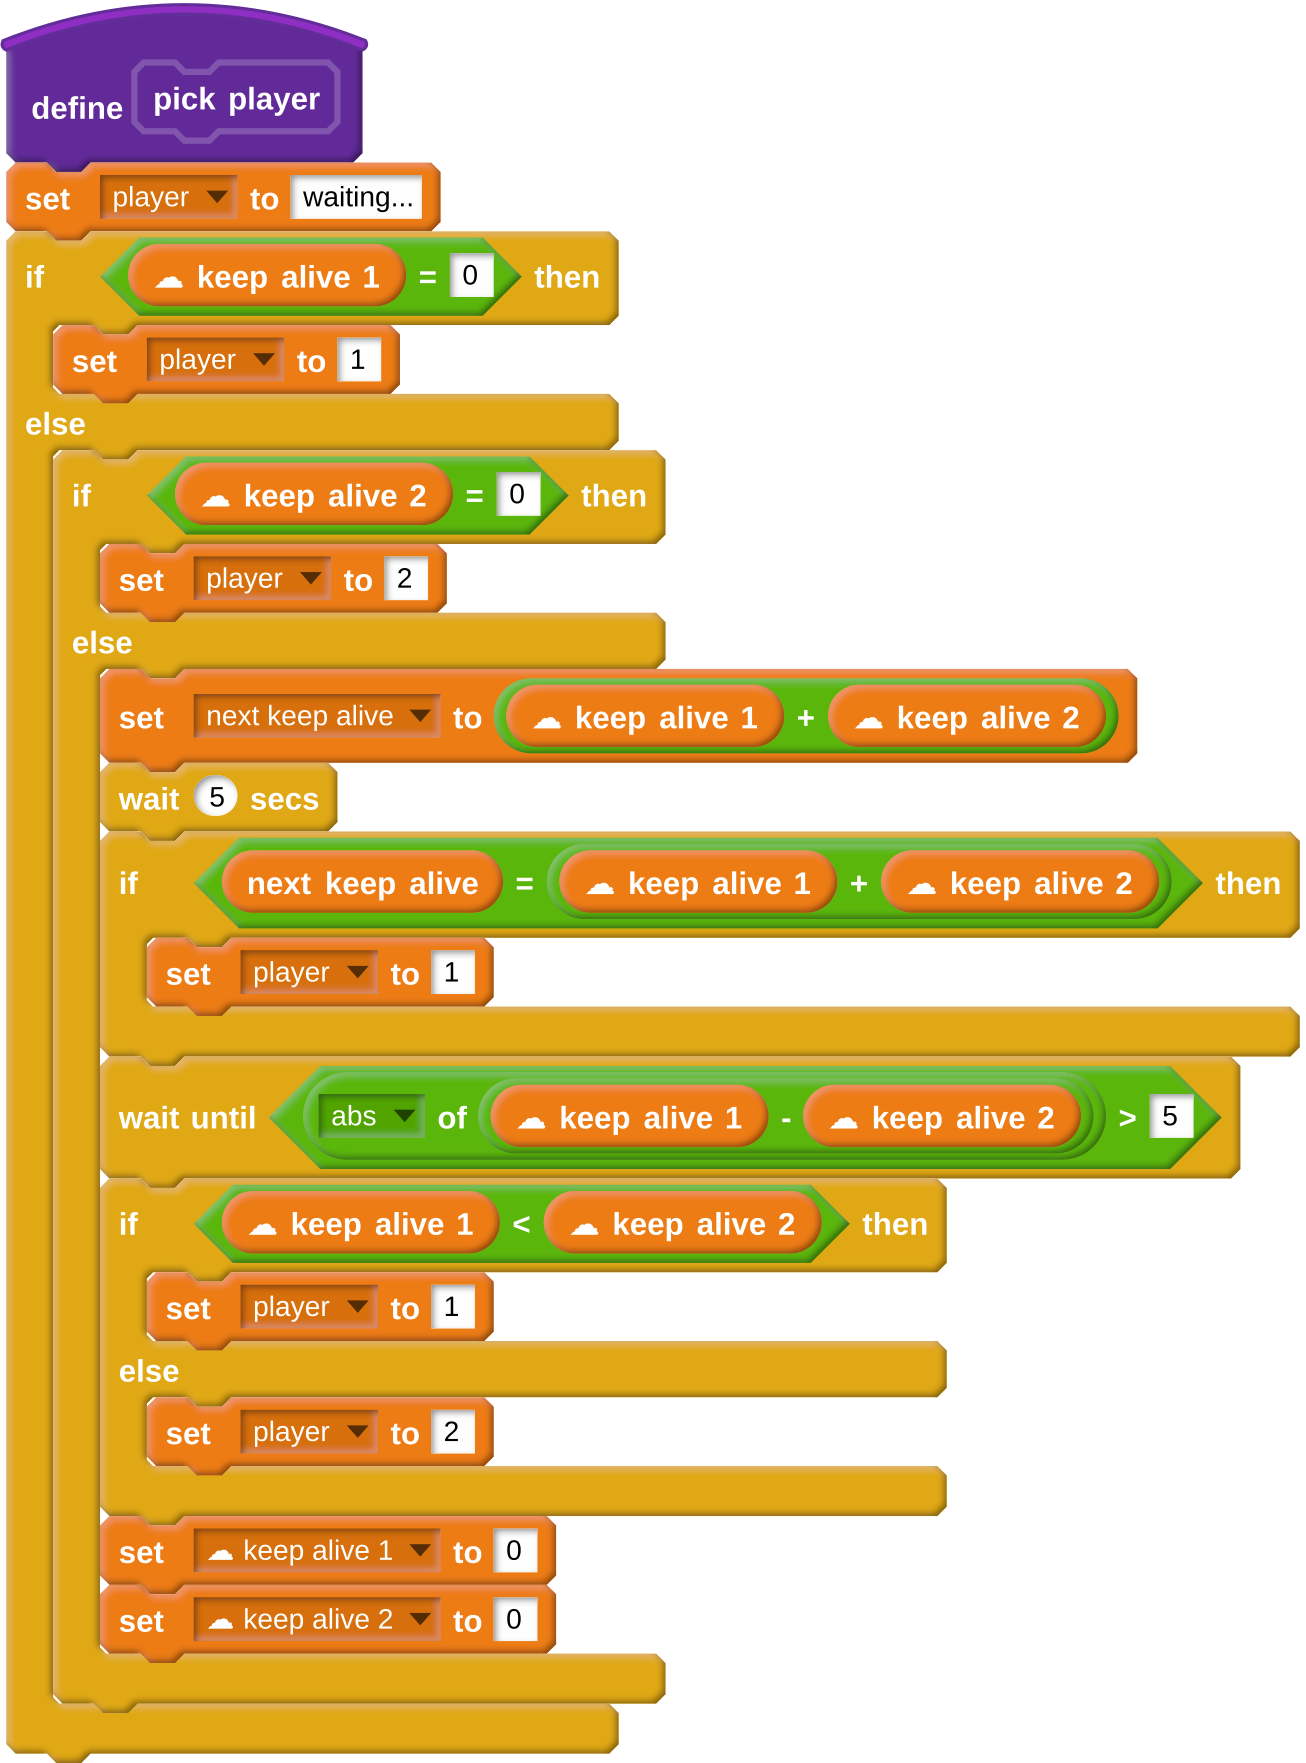 define pick player
set player to waiting...
if ☁ keep alive 1 = 0 then
set player to 1
else
if ☁ keep alive 2 = 0 then
set player to 2
else
set next keep alive to ☁ keep alive 1 + ☁ keep alive 2
wait 5 secs
if next keep alive = ☁ keep alive 1 + ☁ keep alive 2 then
set player to 1
wait until abs of ☁ keep alive 1 - ☁ keep alive 2 > 5
if ☁ keep alive 1 < ☁ keep alive 2 then
set player to 1
else
set player to 2
set ☁ keep alive 1 to 0
set ☁ keep alive 2 to 0